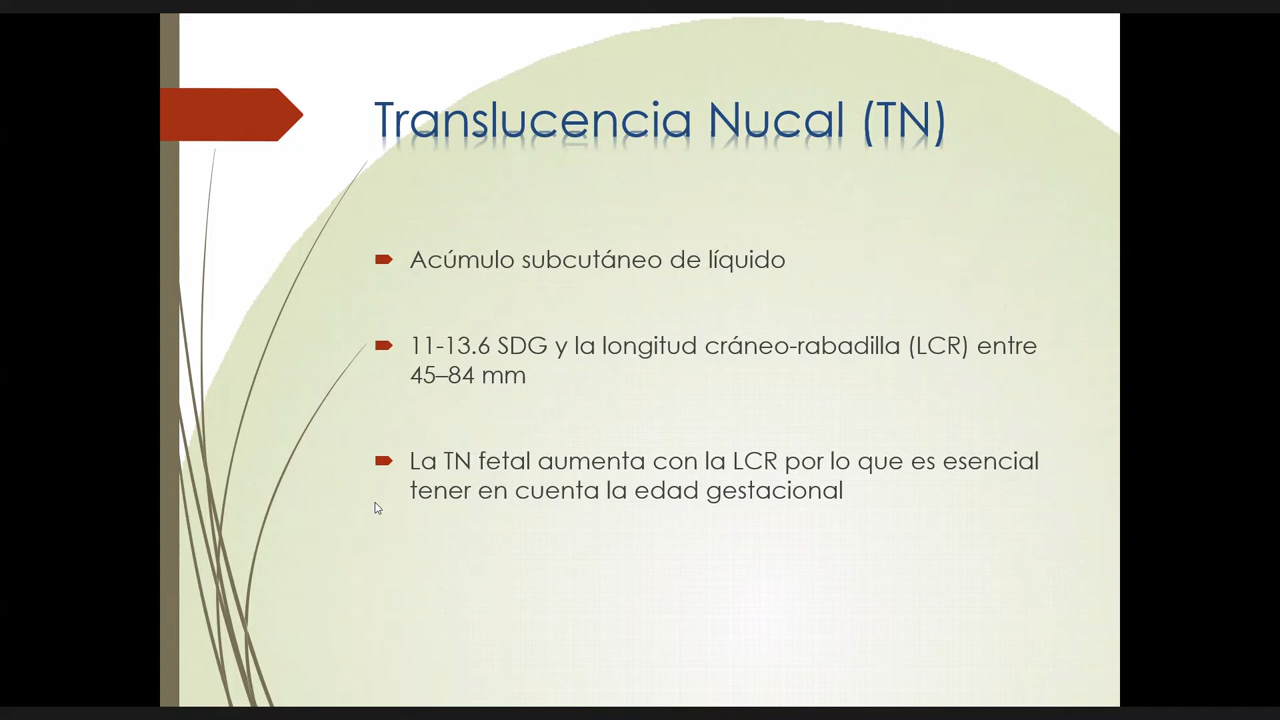 Translucencia Nucal (TN)
Acúmulo subcutáneo de líquido
11-13.6 SDG y la longitud cráneo-rabadilla (LCR) entre
45–84 mm
La TN fetal aumenta con la LCR por lo que es esencial
tener en cuenta la edad gestacional